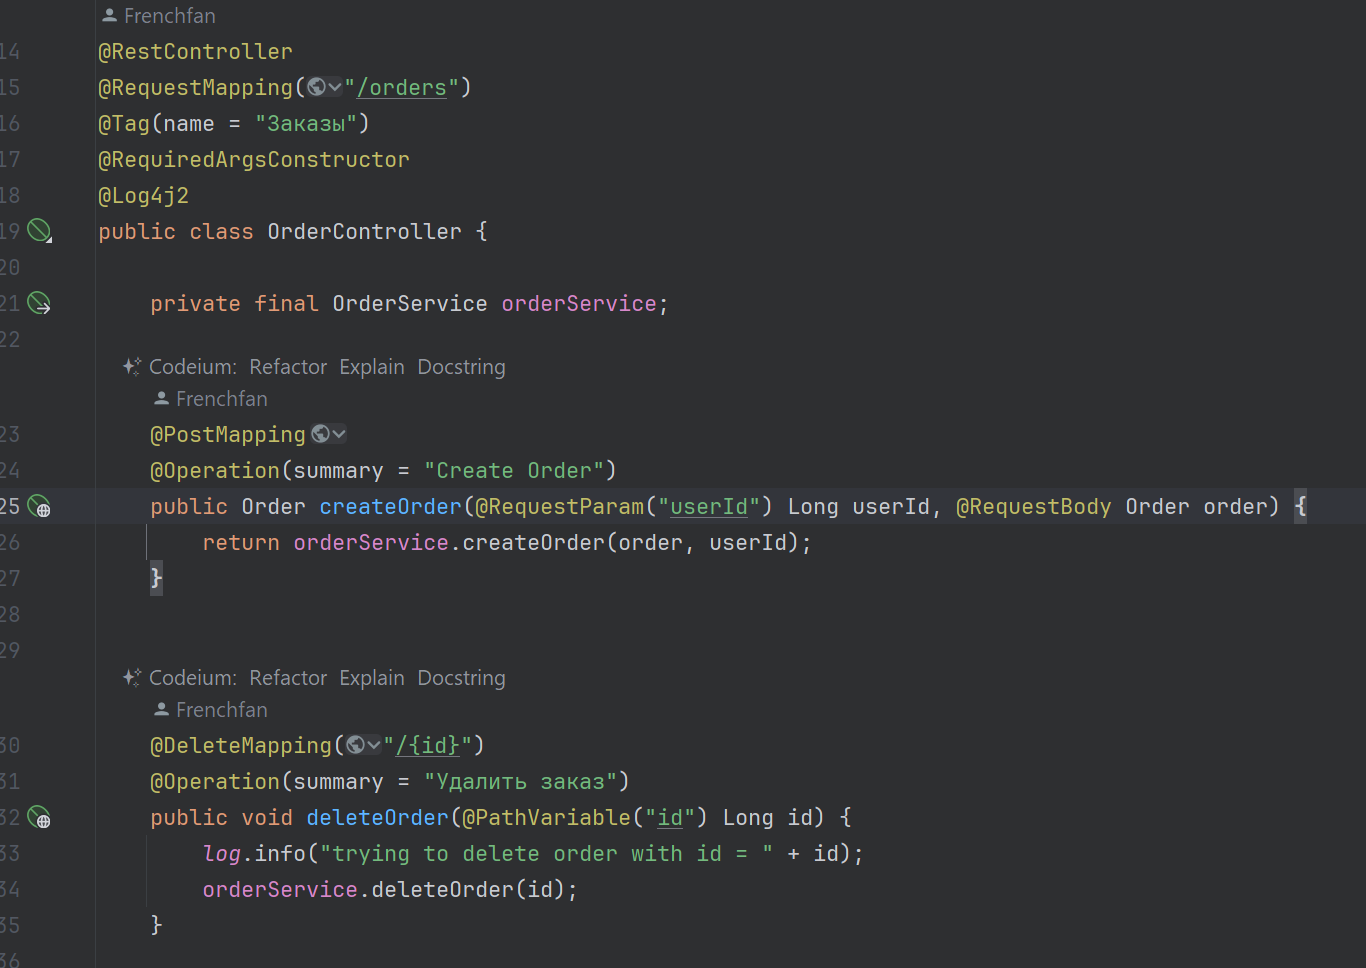 Frenchfan
14 @RestController
15 @RequestMapping("/orders")
16 @Tag(name = "Заказы")
17 @RequiredArgsConstructor
18 @Log4j2
19 public class OrderController {
20
21 private final OrderService orderService;
22
Codeium: Refactor Explain Docstring
Frenchfan
23 @PostMapping
24 @Operation(summary = "Create Order")
25 public Order createOrder(@RequestParam("userId") Long userId, @RequestBody Order order) {
26 return orderService.createOrder(order, userId);
27 }
28
29
Codeium: Refactor Explain Docstring
Frenchfan
30 @DeleteMapping("/{id}")
31 @Operation(summary = "Удалить заказ")
32 public void deleteOrder(@PathVariable("id") Long id) {
33 log.info("trying to delete order with id = " + id);
34 orderService.deleteOrder(id);
35 }
36